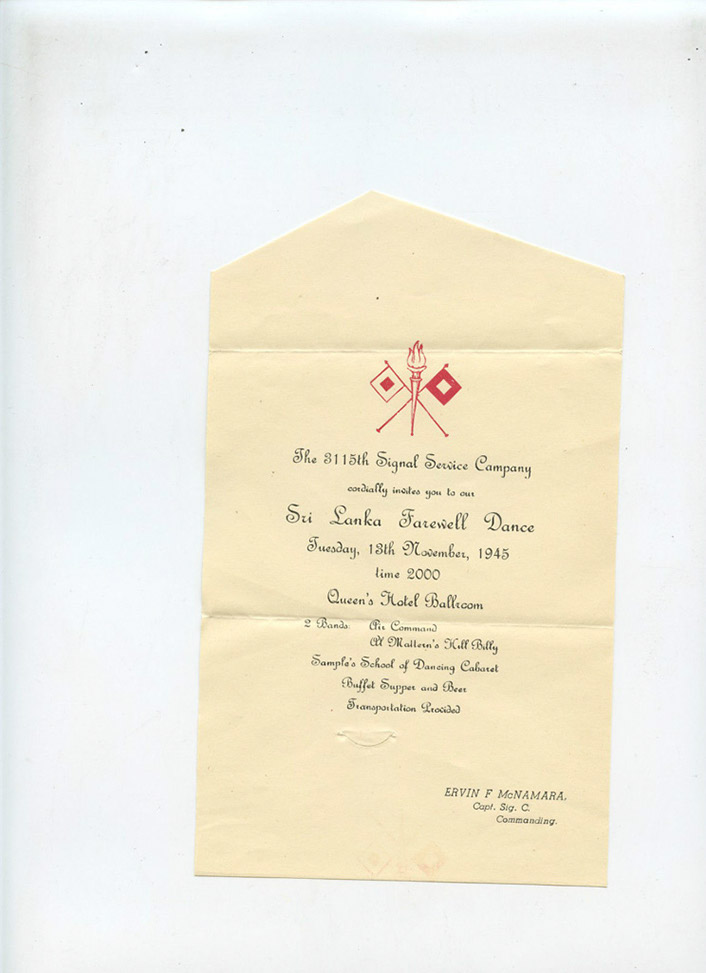 The 3115th Signal Service Company
cordially invites you to our
Sri Lanka Farewell Dance
Tuesday, 13th November, 1945
time 2000
Queen's Hotel Ballroom
2 Bands: Air Command
Al Mattern's Hill Billy
Sample's School of Dancing Cabaret
Buffet Supper and Beer
Transportation Provided
ERVIN F McNAMARA,
Capt. Sig. C.
Commanding.